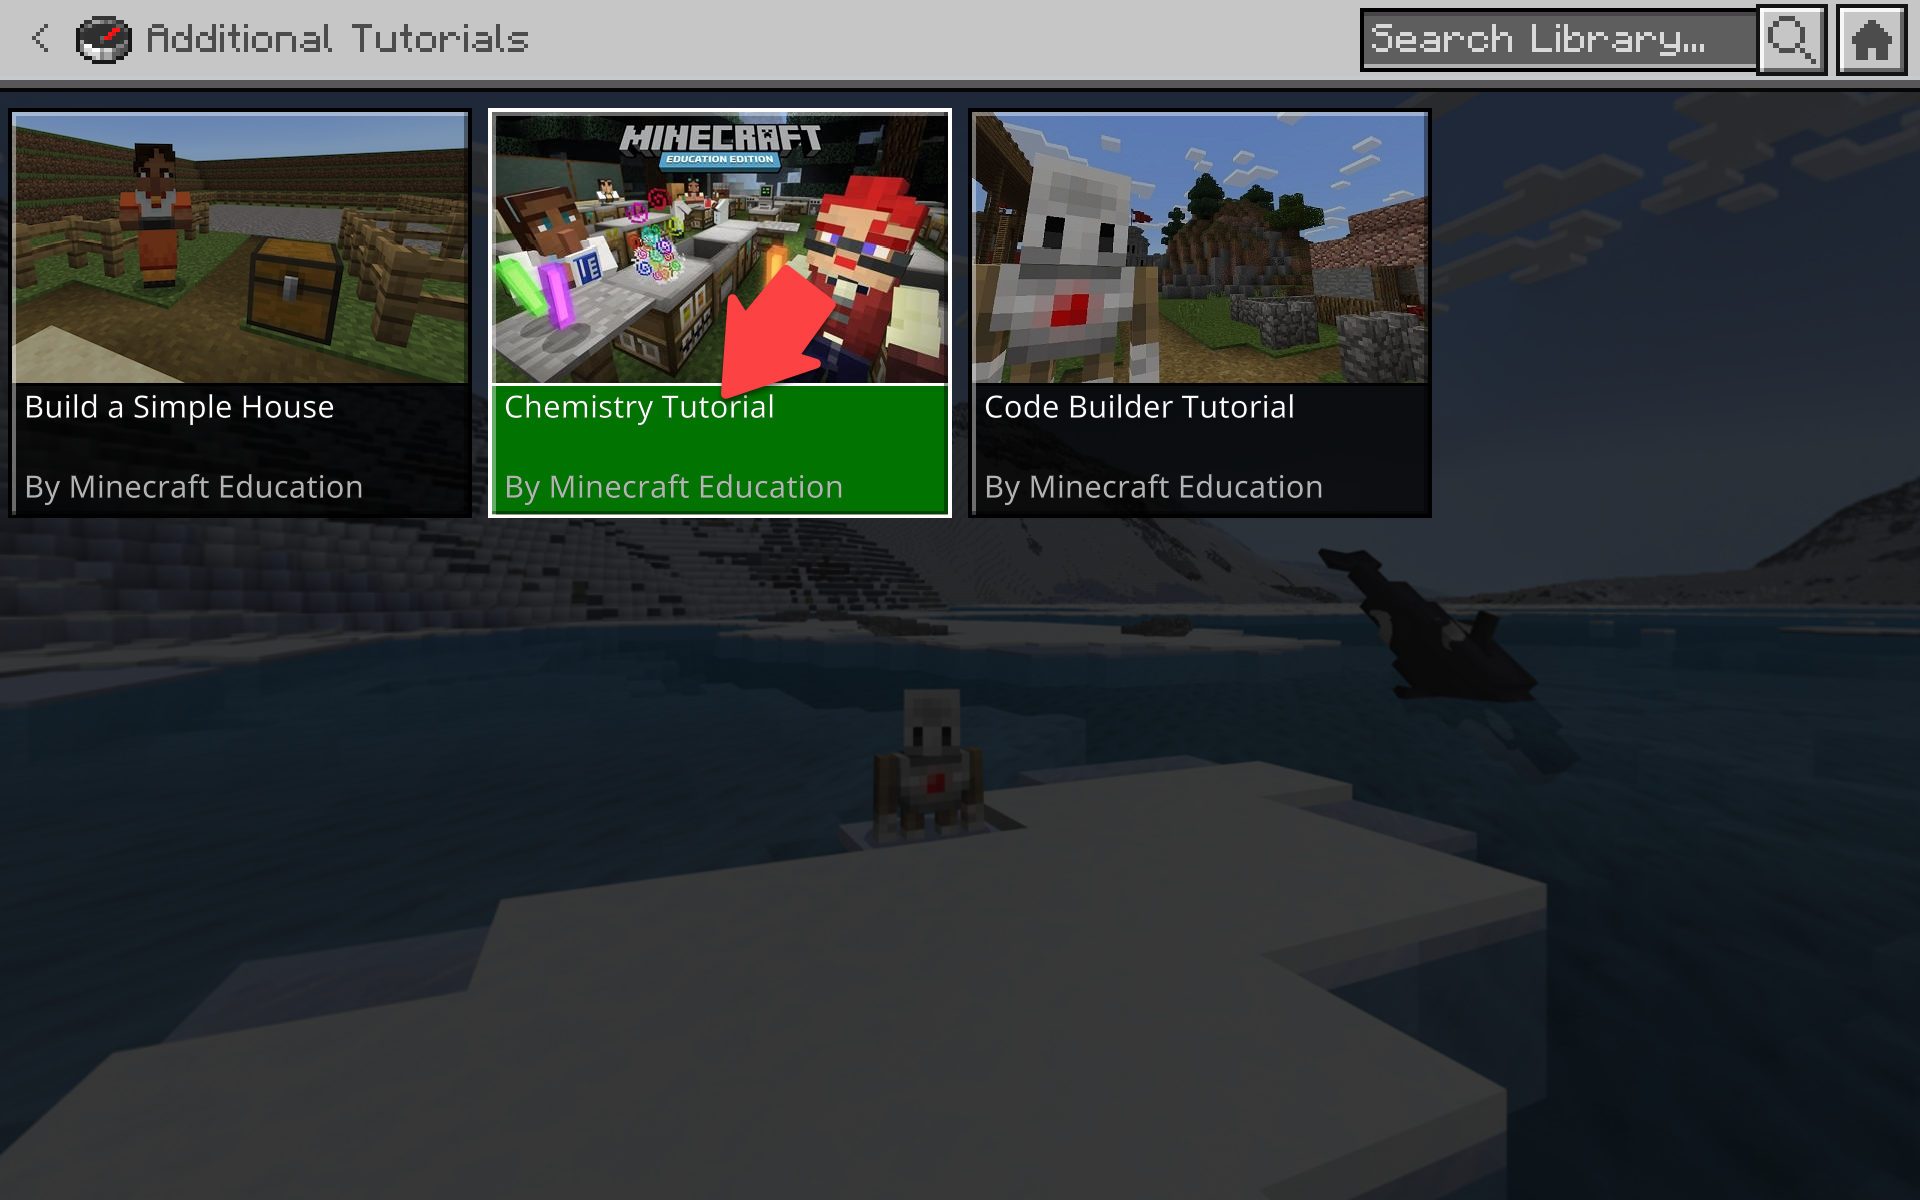 Additional Tutorials
Search Library...
MINECRAFT
EDUCATION EDITION
Build a Simple House
By Minecraft Education
Chemistry Tutorial
By Minecraft Education
Code Builder Tutorial
By Minecraft Education